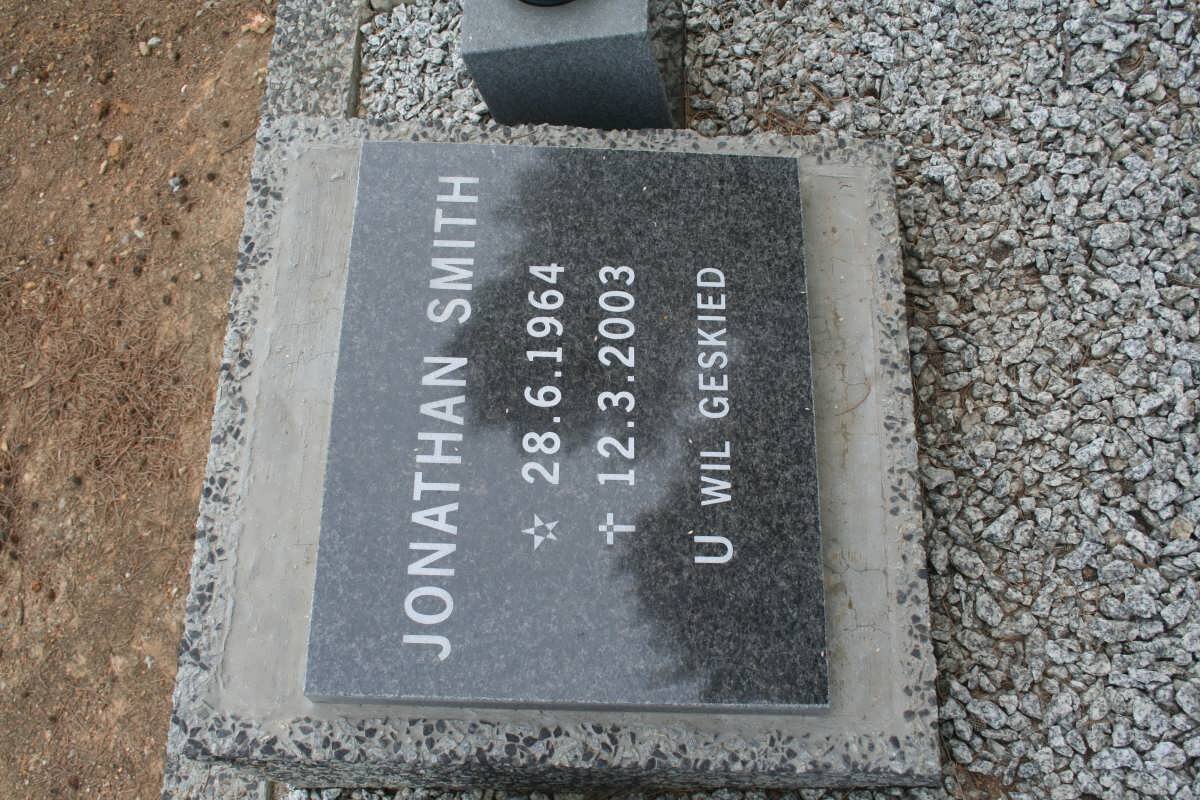 JONATHAN SMITH
☆ 28.6.1964
✝ 12.3.2003
U WIL GESKIED